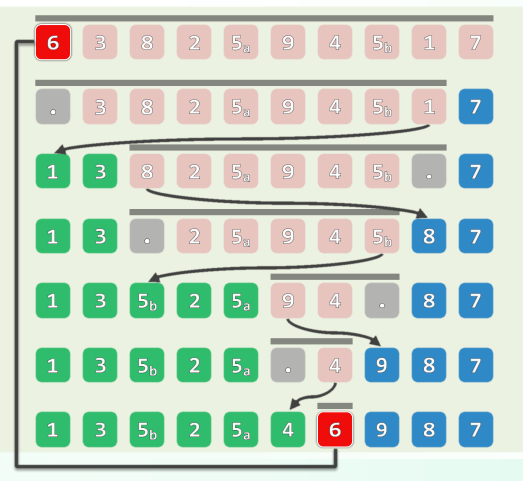 6 3 8 2 5a 9 4 5b 1 7
. 3 8 2 5a 9 4 5b 1 7
1 3 8 2 5a 9 4 5b . 7
1 3 . 2 5a 9 4 5b 8 7
1 3 5b 2 5a 9 4 . 8 7
1 3 5b 2 5a . 4 9 8 7
1 3 5b 2 5a 4 6 9 8 7